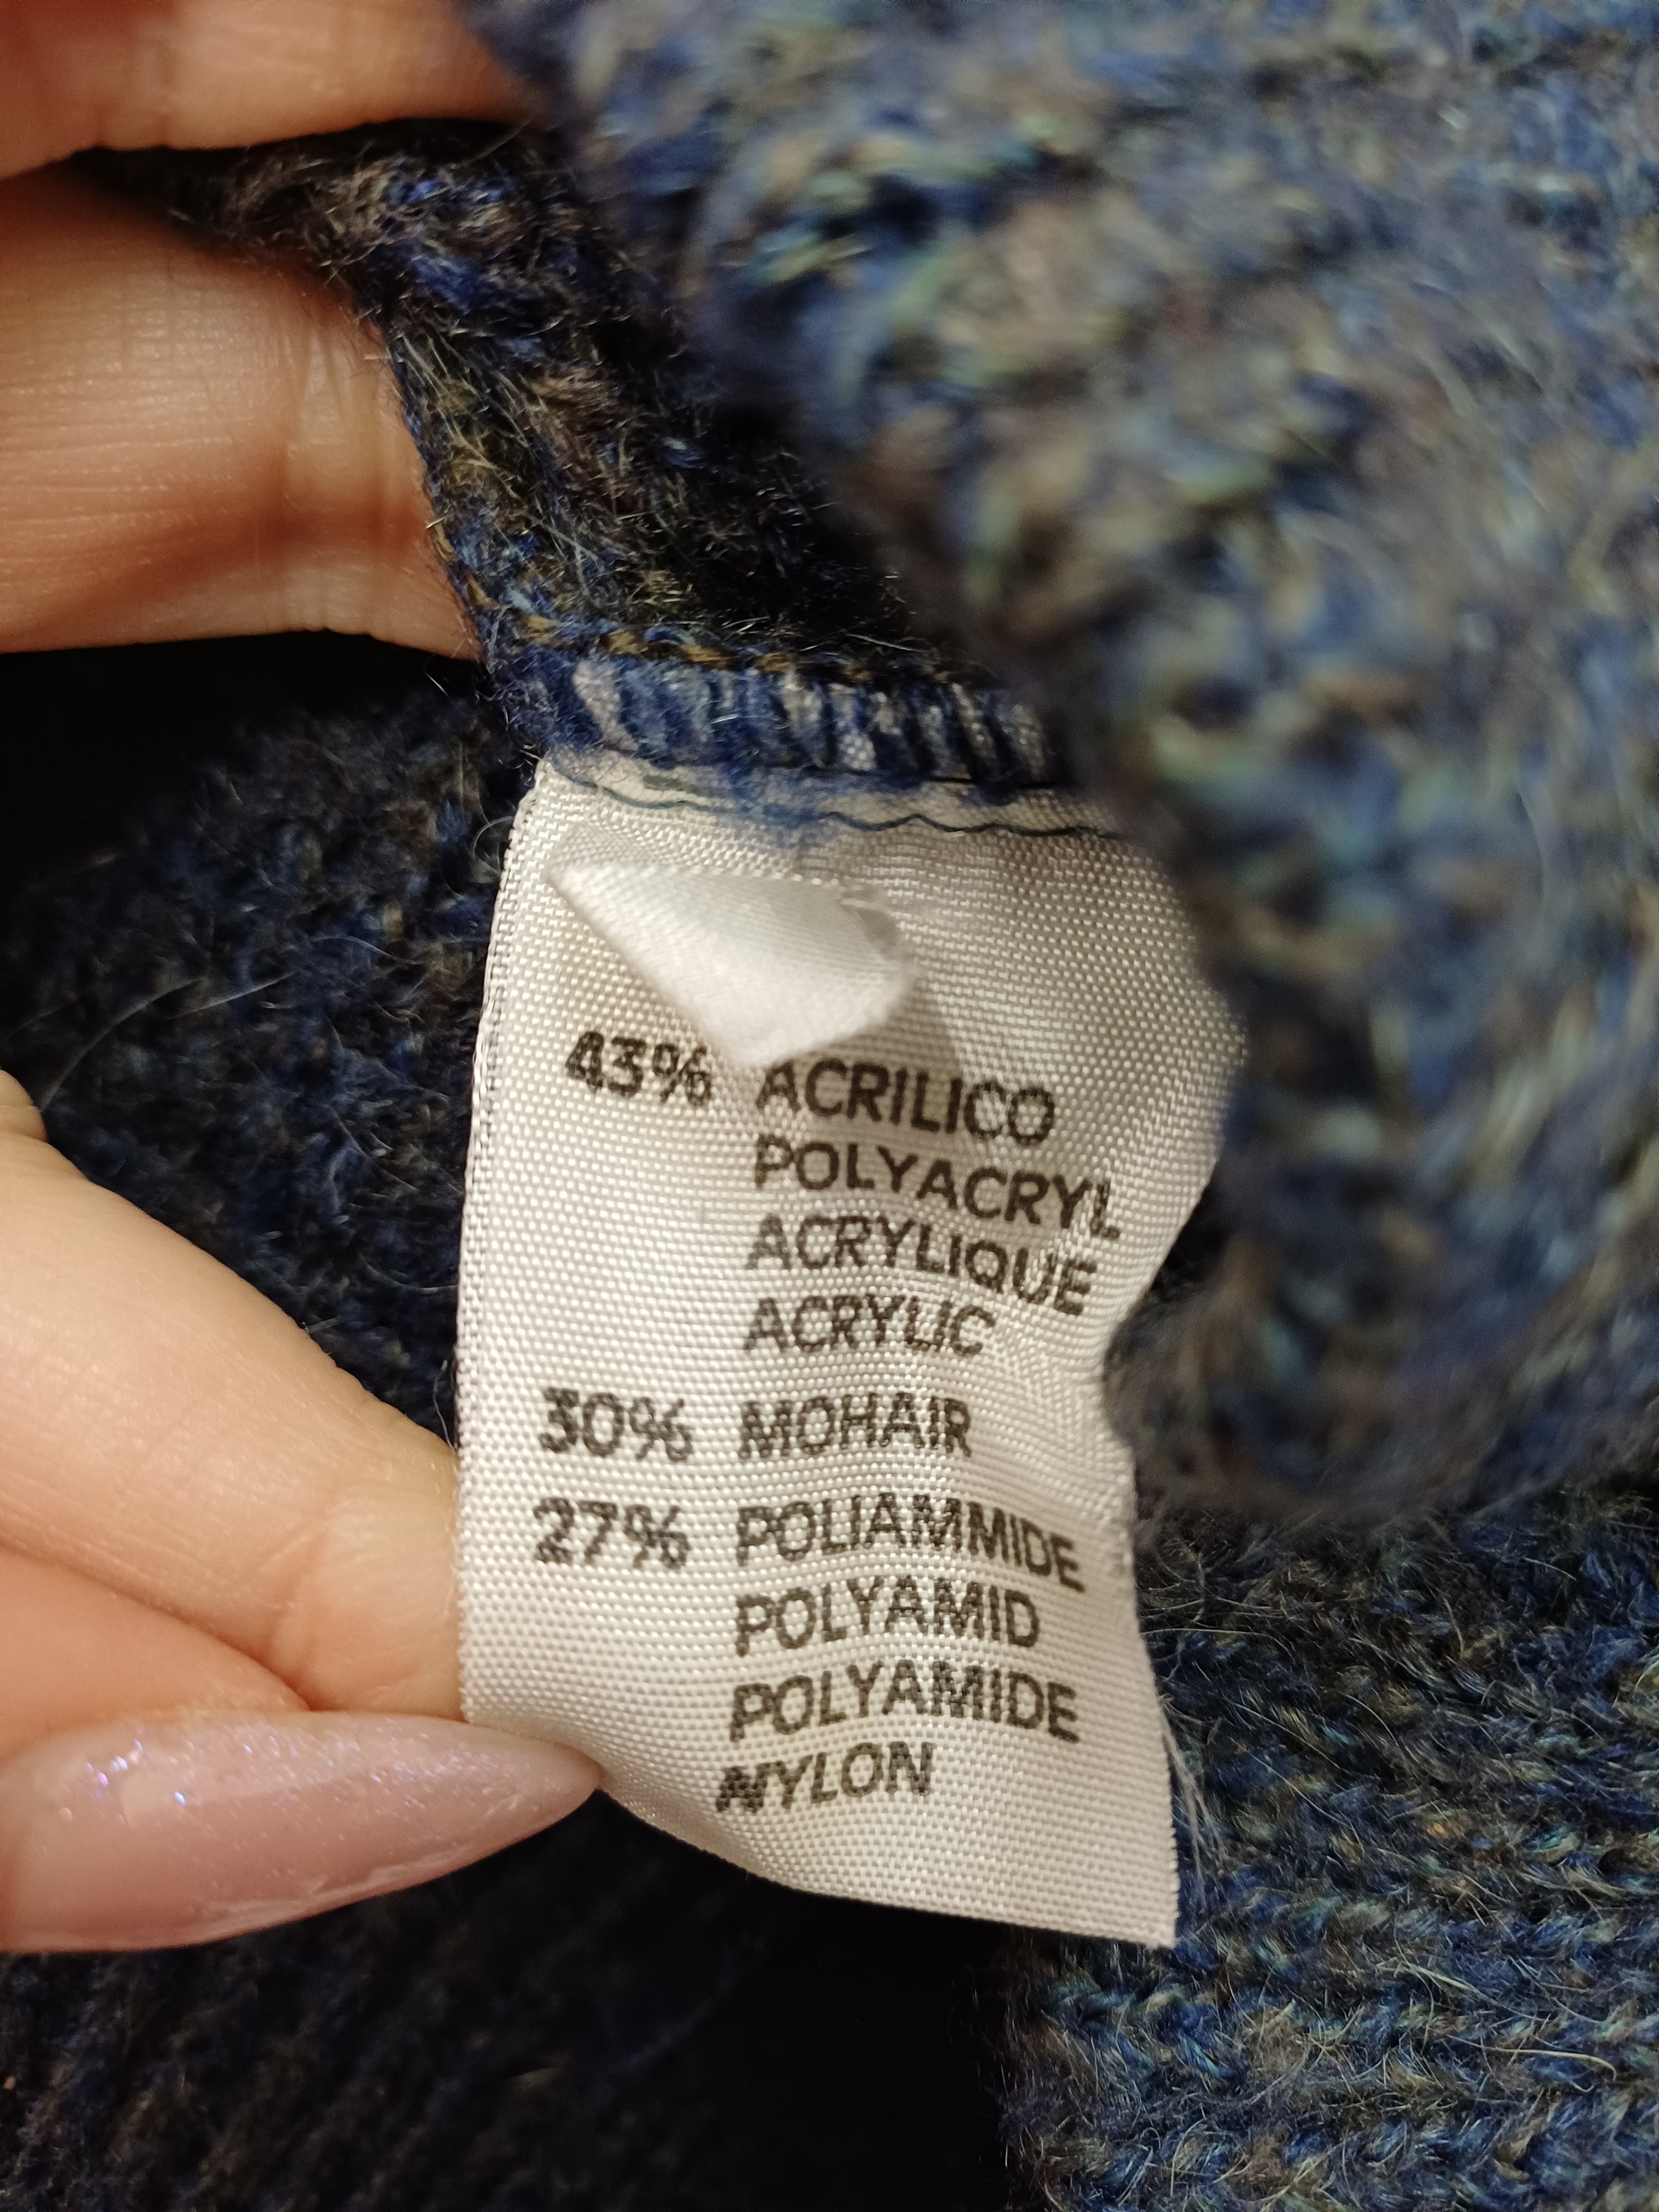 43% ACRILICO
POLYACRYL
ACRYLIQUE
ACRYLIC
30% MOHAIR
27% POLIAMMIDE
POLYAMID
POLYAMIDE
NYLON